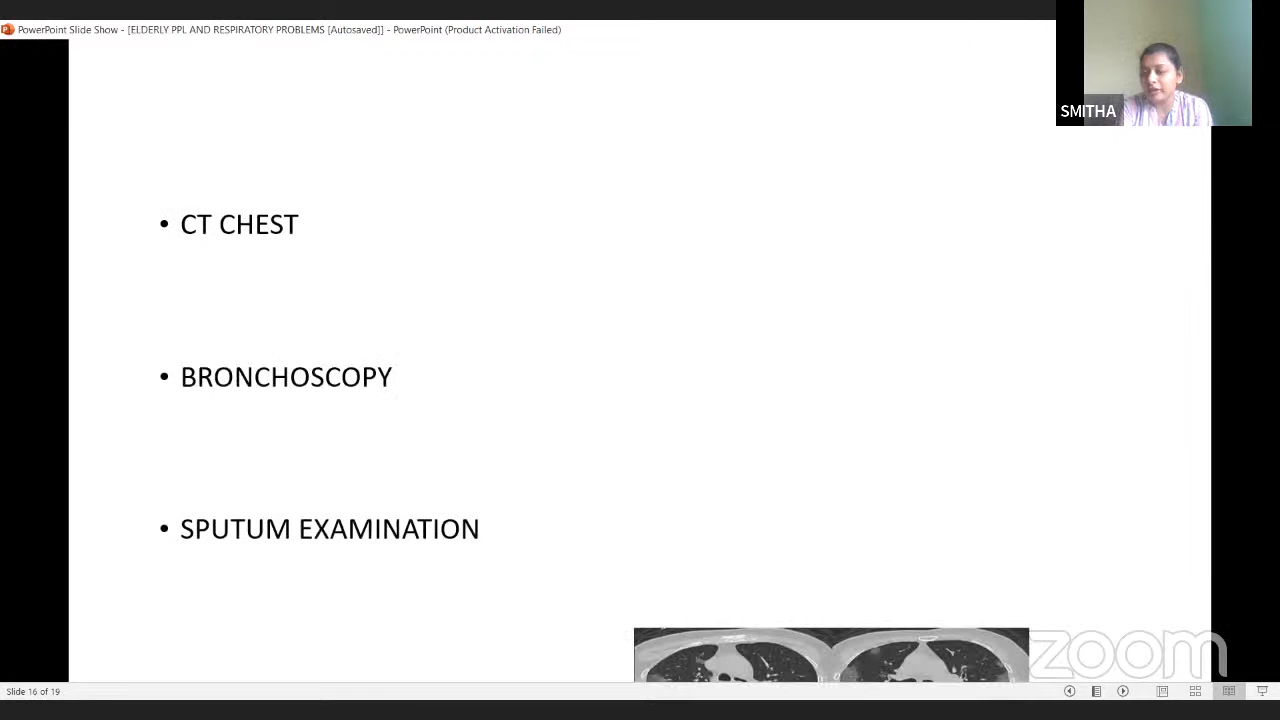 PowerPoint Slide Show - [ELDERLY PPL AND RESPIRATORY PROBLEMS [Autosaved]] - PowerPoint (Product Activation Failed)
SMITHA
• CT CHEST
• BRONCHOSCOPY
• SPUTUM EXAMINATION
zoom
Slide 16 of 19